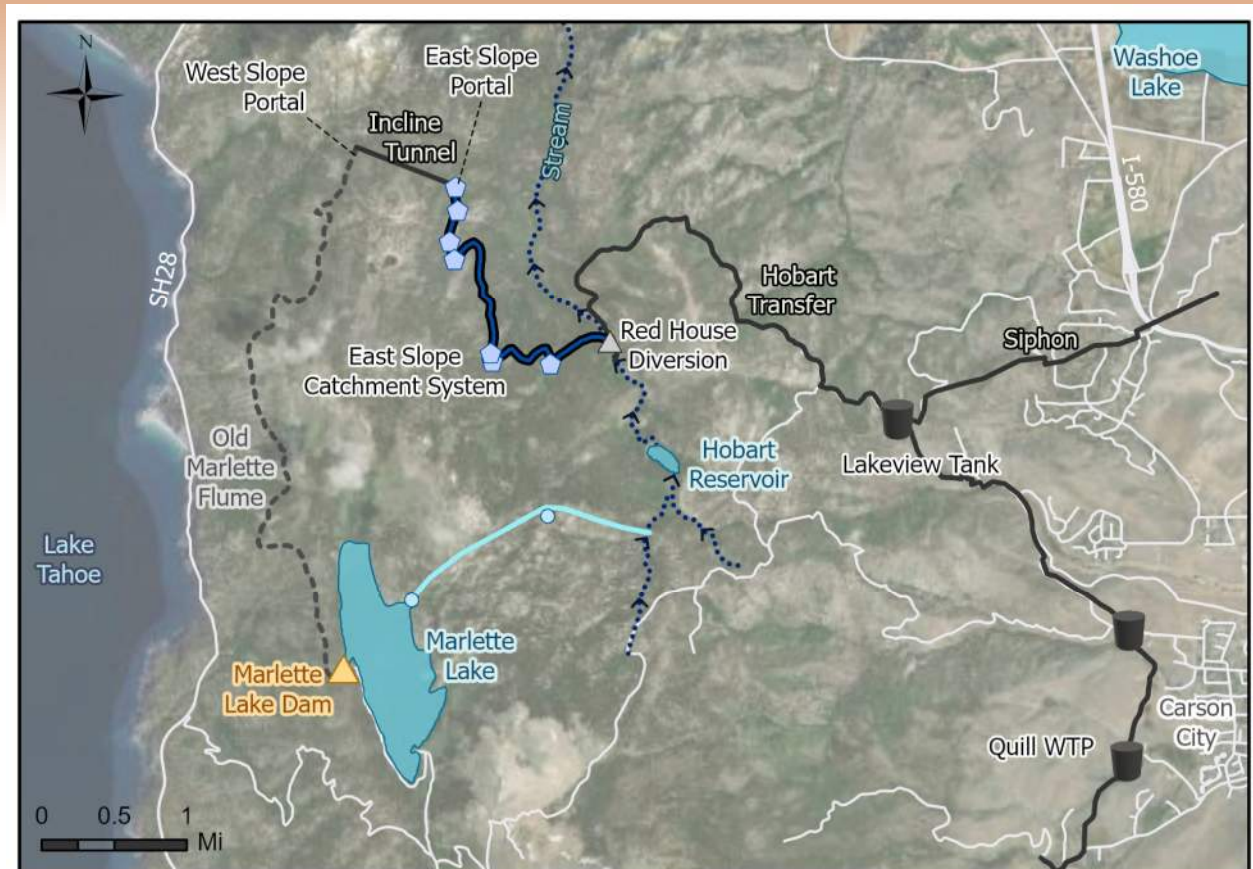 N
West Slope
Portal
East Slope
Portal
Incline
Tunnel
Stream
Washoe
Lake
I-580
SH28
Hobart
Transfer
Siphon
Red House
Diversion
East Slope
Catchment System
Old
Marlette
Flume
Hobart
Reservoir
Lakeview Tank
Lake
Tahoe
Marlette
Lake
Marlette
Lake Dam
Carson
City
Quill WTP
0 0.5 1
Mi